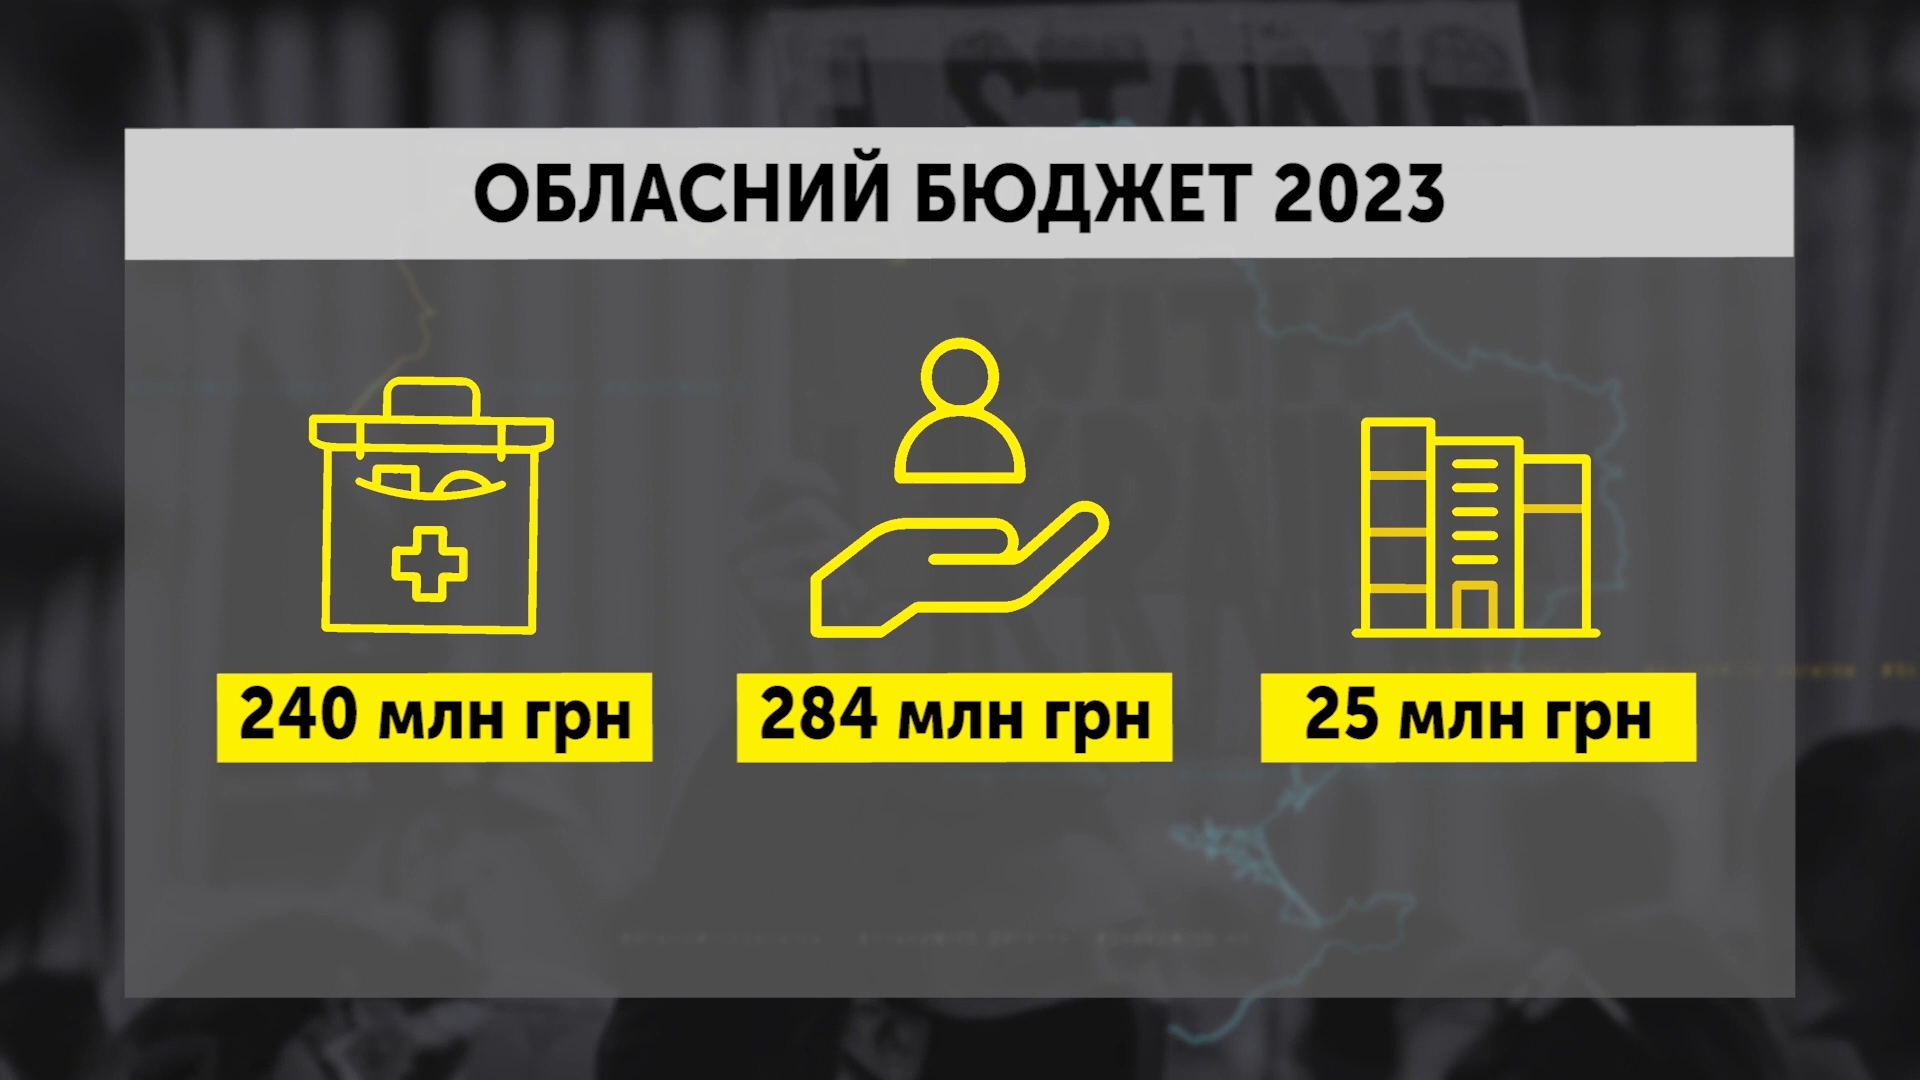 ОБЛАСНИЙ БЮДЖЕТ 2023
240 млн грн
284 млн грн
25 млн грн